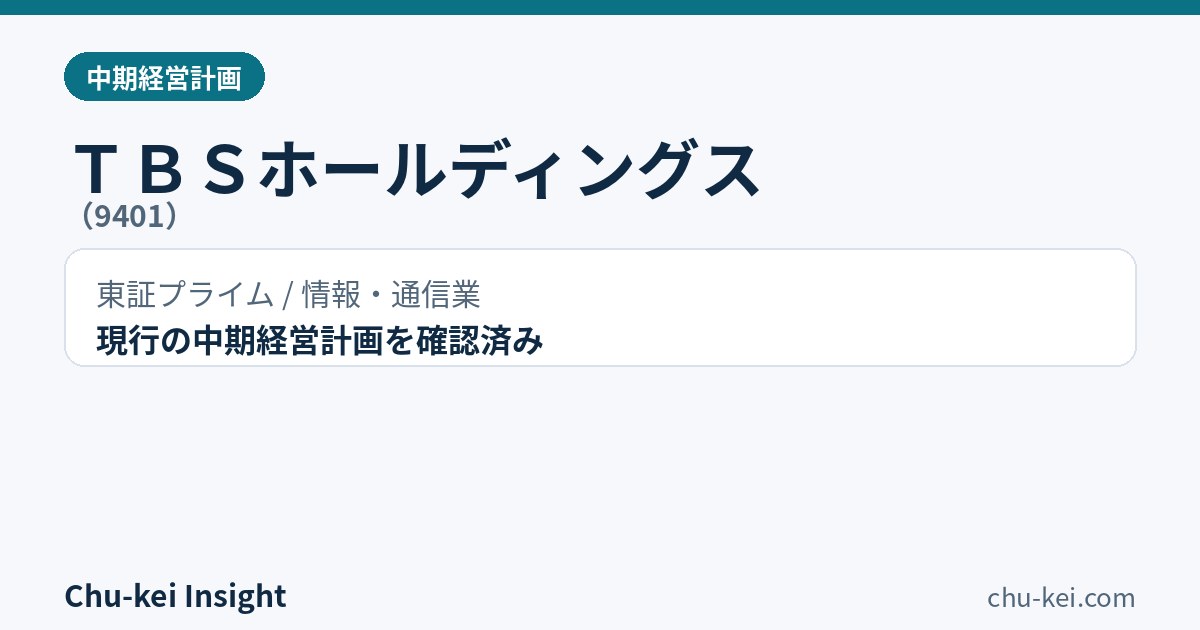 中期経営計画
ＴＢＳホールディングス
（9401）
東証プライム / 情報・通信業
現行の中期経営計画を確認済み
Chu-kei Insight
chu-kei.com